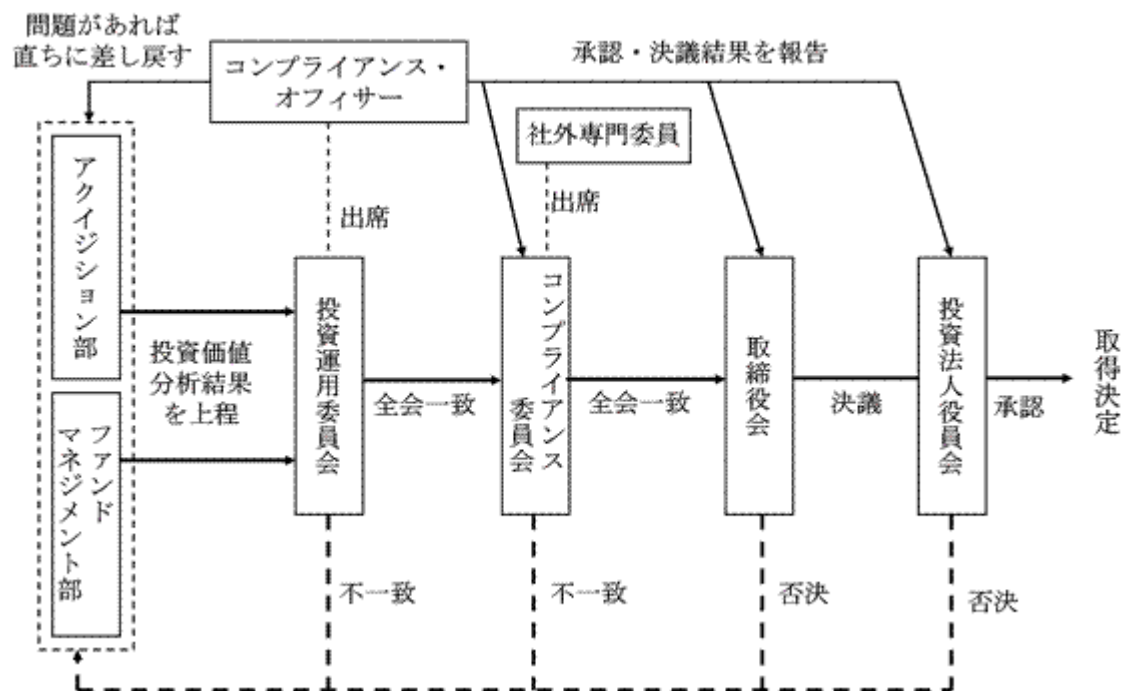 問題があれば
直ちに差し戻す
コンプライアンス・
オフィサー
承認・決議結果を報告
社外専門委員
出席
出席
アクイジション部
投資価値
分析結果
を上程
ファンド
マネジメント部
投資運用委員会
全会一致
コンプライアンス
委員会
全会一致
取締役会
決議
投資法人役員会
承認
取得決定
不一致
不一致
否決
否決